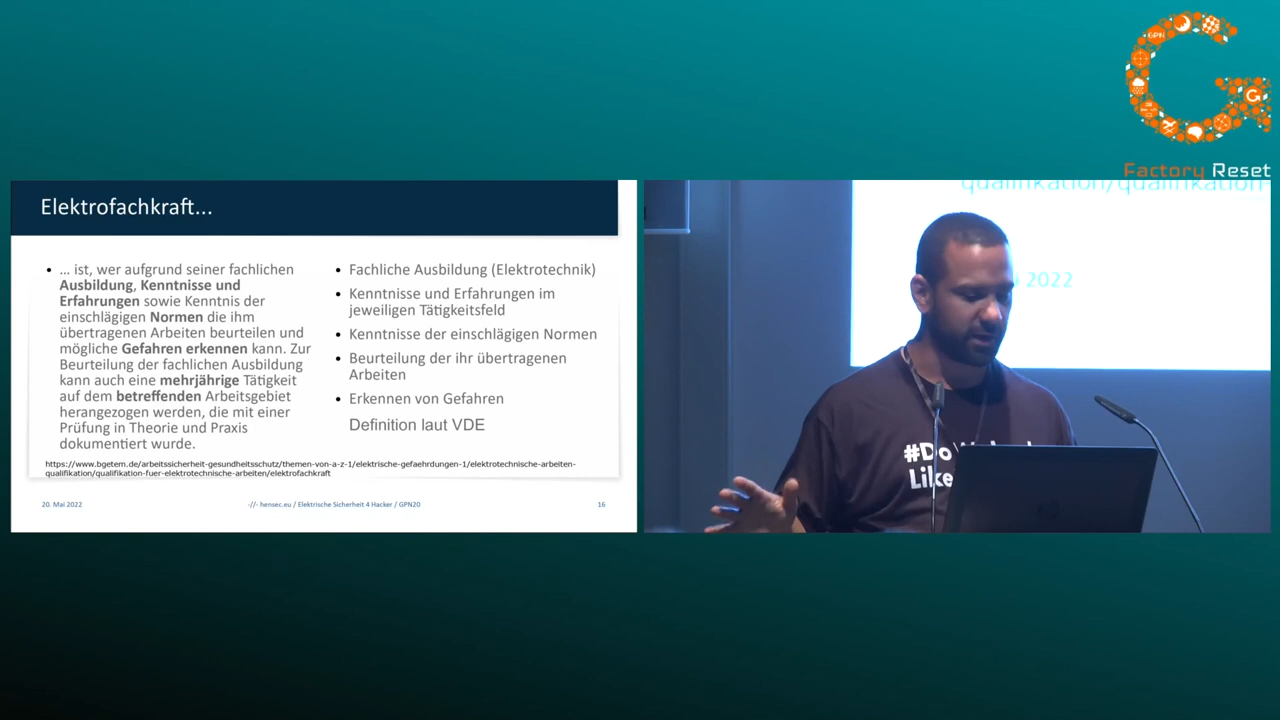 GPN
Factory Reset
Elektrofachkraft...
... ist, wer aufgrund seiner fachlichen
Ausbildung, Kenntnisse und
Erfahrungen sowie Kenntnis der
einschlägigen Normen die ihm
übertragenen Arbeiten beurteilen und
mögliche Gefahren erkennen kann. Zur
Beurteilung der fachlichen Ausbildung
kann auch eine mehrjährige Tätigkeit
auf dem betreffenden Arbeitsgebiet
herangezogen werden, die mit einer
Prüfung in Theorie und Praxis
dokumentiert wurde.
Fachliche Ausbildung (Elektrotechnik)
Kenntnisse und Erfahrungen im
jeweiligen Tätigkeitsfeld
Kenntnisse der einschlägigen Normen
Beurteilung der ihr übertragenen
Arbeiten
Erkennen von Gefahren
Definition laut VDE
https://www.bgetem.de/arbeitssicherheit-gesundheitsschutz/themen-von-a-z-1/elektrische-gefaehrdungen-1/elektrotechnische-arbeiten-
qualifikation/qualifikation-fuer-elektrotechnische-arbeiten/elektrofachkraft
20. Mai 2022
-//- hensec.eu / Elektrische Sicherheit 4 Hacker / GPN20
16
qualifikation/qualifikation-
2022